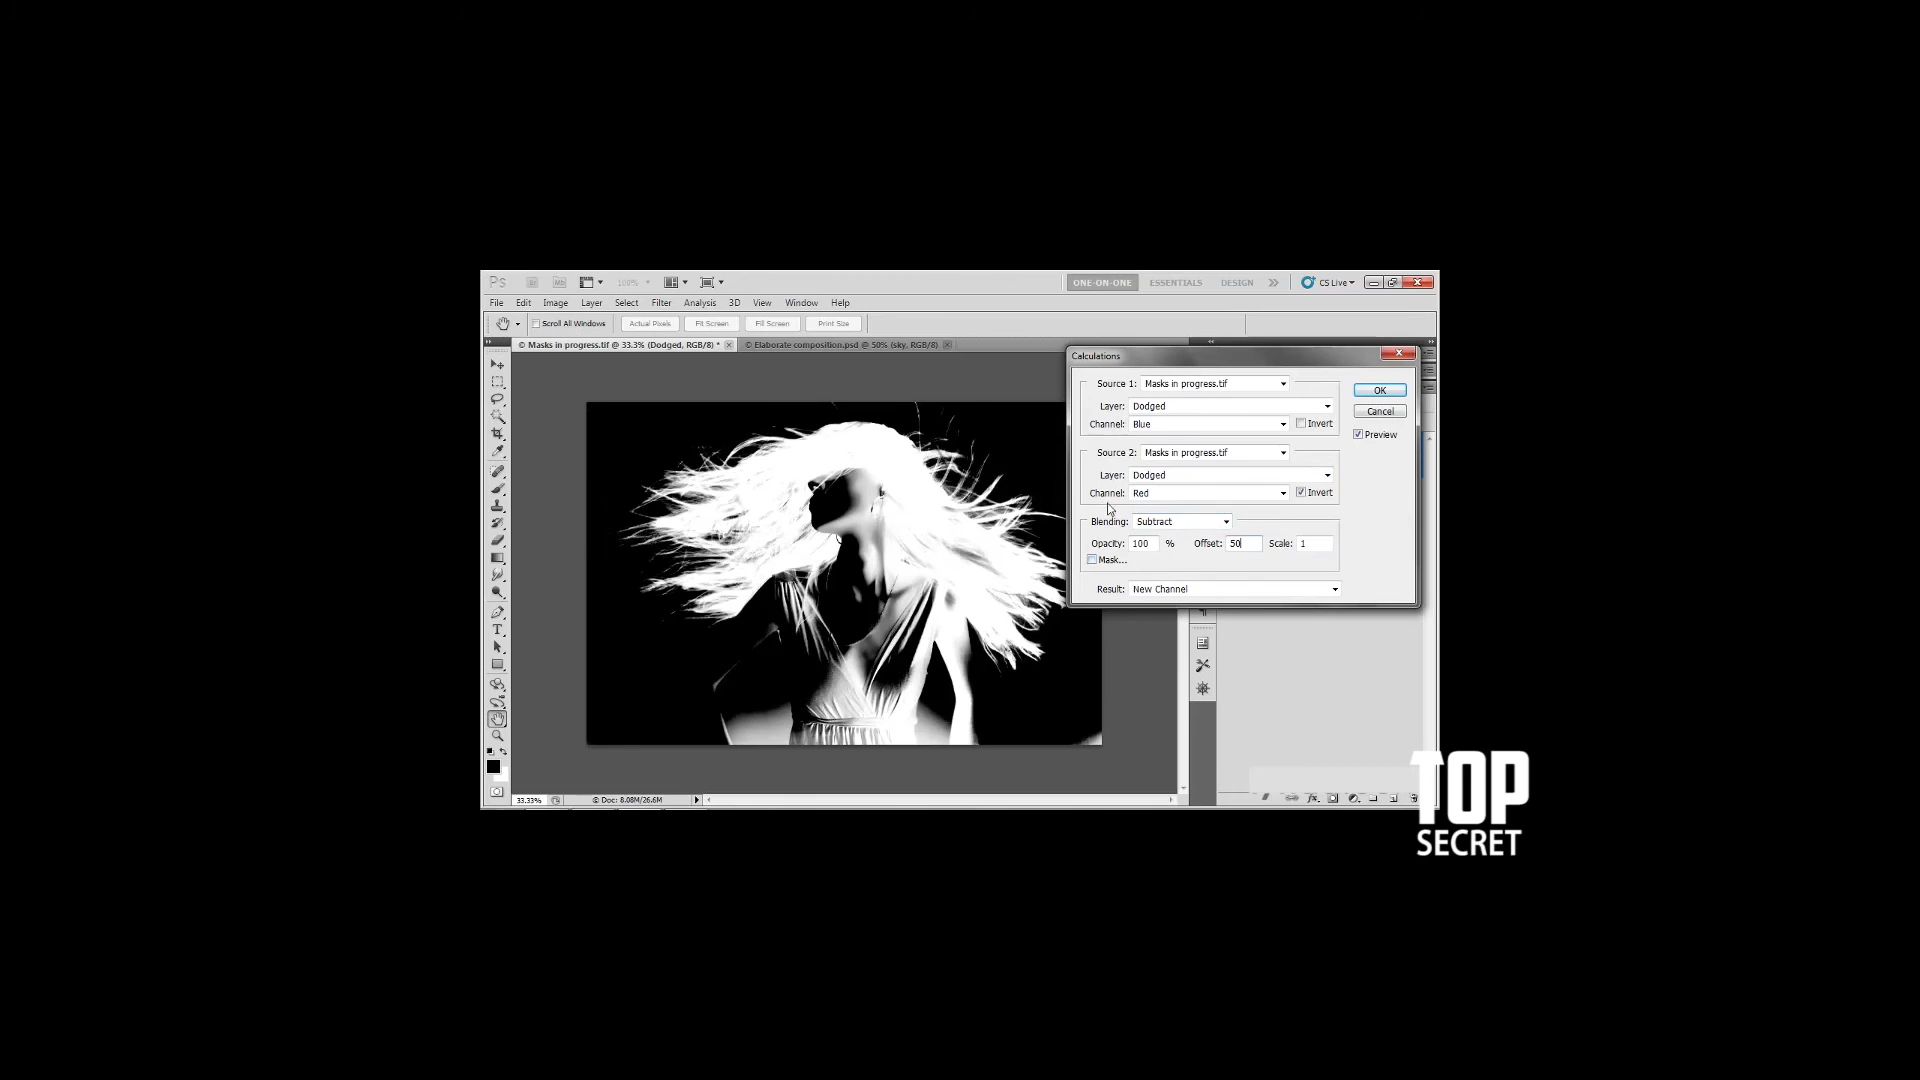 Ps Br Mb 100% ONE-ON-ONE ESSENTIALS DESIGN CS Live
File Edit Image Layer Select Filter Analysis 3D View Window Help
Scroll All Windows Actual Pixels Fit Screen Fill Screen Print Size
© Masks in progress.tif @ 33.3% (Dodged, RGB/8) * © Elaborate composition.psd @ 50% (sky, RGB/8)
Calculations
Source 1: Masks in progress.tif
OK
Layer: Dodged
Cancel
Channel: Blue Invert
Preview
Source 2: Masks in progress.tif
Layer: Dodged
Channel: Red Invert
Blending: Subtract
Opacity: 100 % Offset: 50 Scale: 1
Mask...
Result: New Channel
T
33.33% © Doc: 8.08M/26.6M
fx
TOP
SECRET